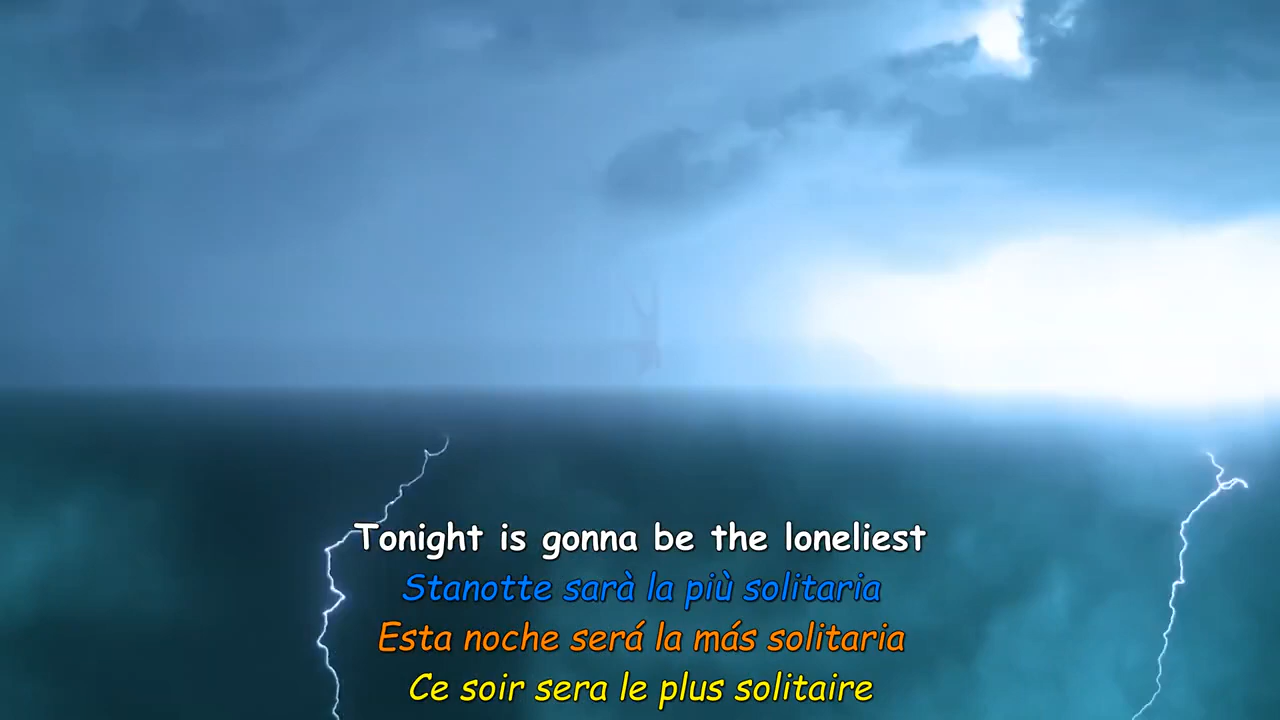 Tonight is gonna be the loneliest
Stanotte sarà la più solitaria
Esta noche será la más solitaria
Ce soir sera le plus solitaire